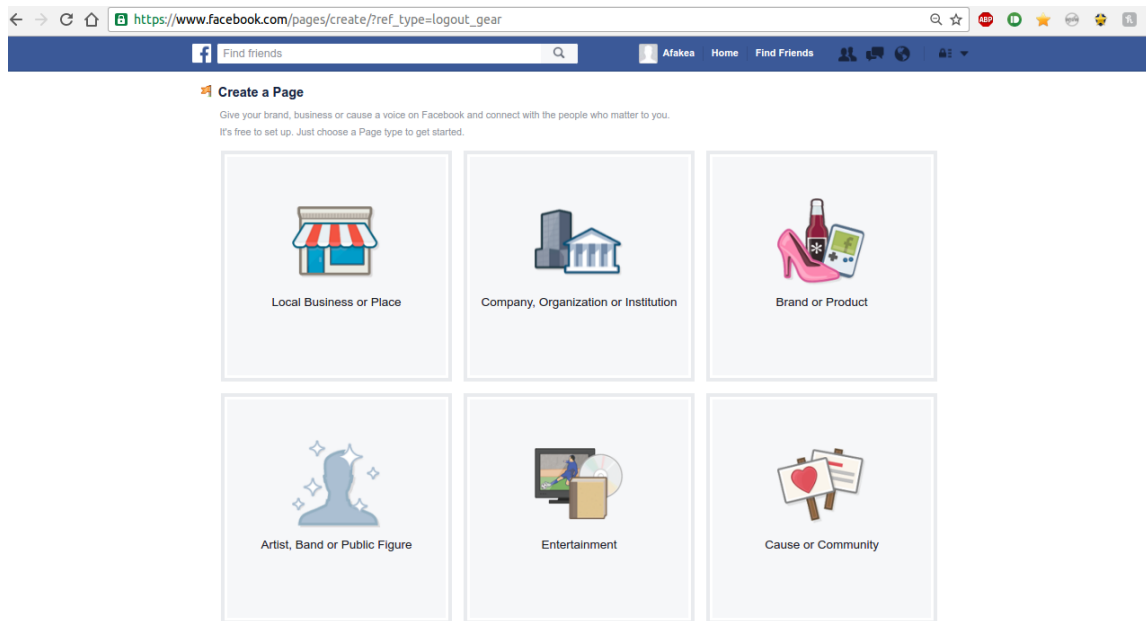 https://www.facebook.com/pages/create/?ref_type=logout_gear
ABP
f Find friends
Afakea Home Find Friends
Create a Page
Give your brand, business or cause a voice on Facebook and connect with the people who matter to you.
It's free to set up. Just choose a Page type to get started.
Local Business or Place
Company, Organization or Institution
Brand or Product
Artist, Band or Public Figure
Entertainment
Cause or Community